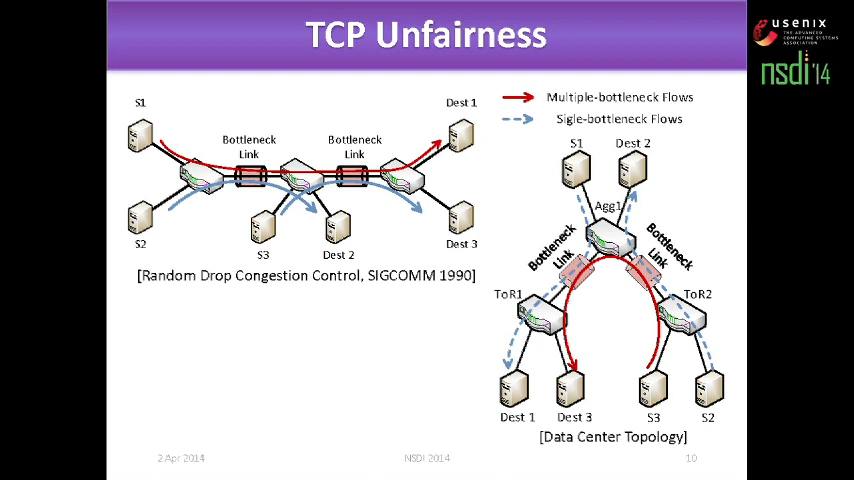 TCP Unfairness
usenix
THE ADVANCED
COMPUTING SYSTEMS
ASSOCIATION
nsdi '14
S1
Dest 1
Bottleneck
Link
Bottleneck
Link
S2
S3
Dest 2
Dest 3
[Random Drop Congestion Control, SIGCOMM 1990]
Multiple-bottleneck Flows
Sigle-bottleneck Flows
S1
Dest 2
Agg1
Bottleneck
Link
Bottleneck
Link
ToR1
ToR2
Dest 1
Dest 3
S3
S2
[Data Center Topology]
2 Apr 2014
NSDI 2014
10